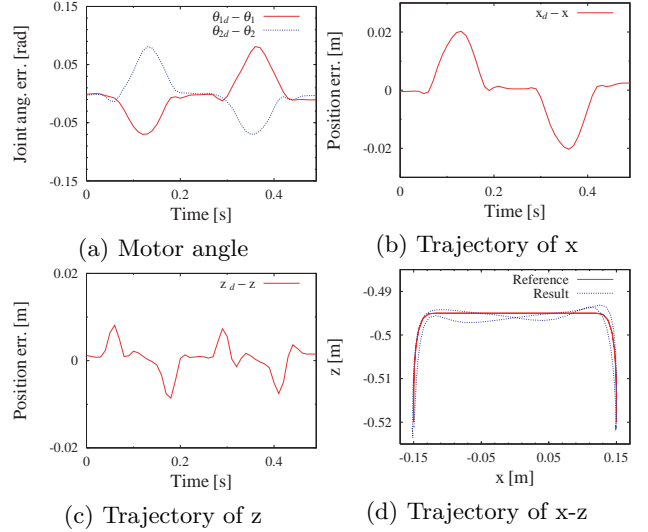 θ1d − θ1
θ2d − θ2
Joint ang. err. [rad]
0.15
0.05
-0.05
-0.15
0 0.2 0.4
Time [s]
(a) Motor angle
xd − x
Position err. [m]
0.02
0
-0.02
0 0.2 0.4
Time [s]
(b) Trajectory of x
z d − z
Position err. [m]
0.02
0
-0.02
0 0.2 0.4
Time [s]
(c) Trajectory of z
Reference
Result
z [m]
-0.49
-0.5
-0.51
-0.52
-0.15 -0.05 0.05 0.15
x [m]
(d) Trajectory of x-z